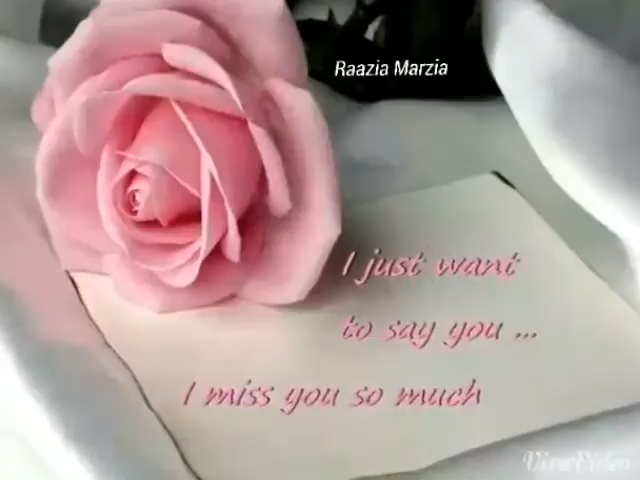 Raazia Marzia
I just want
to say you ...
I miss you so much
VivaVideo